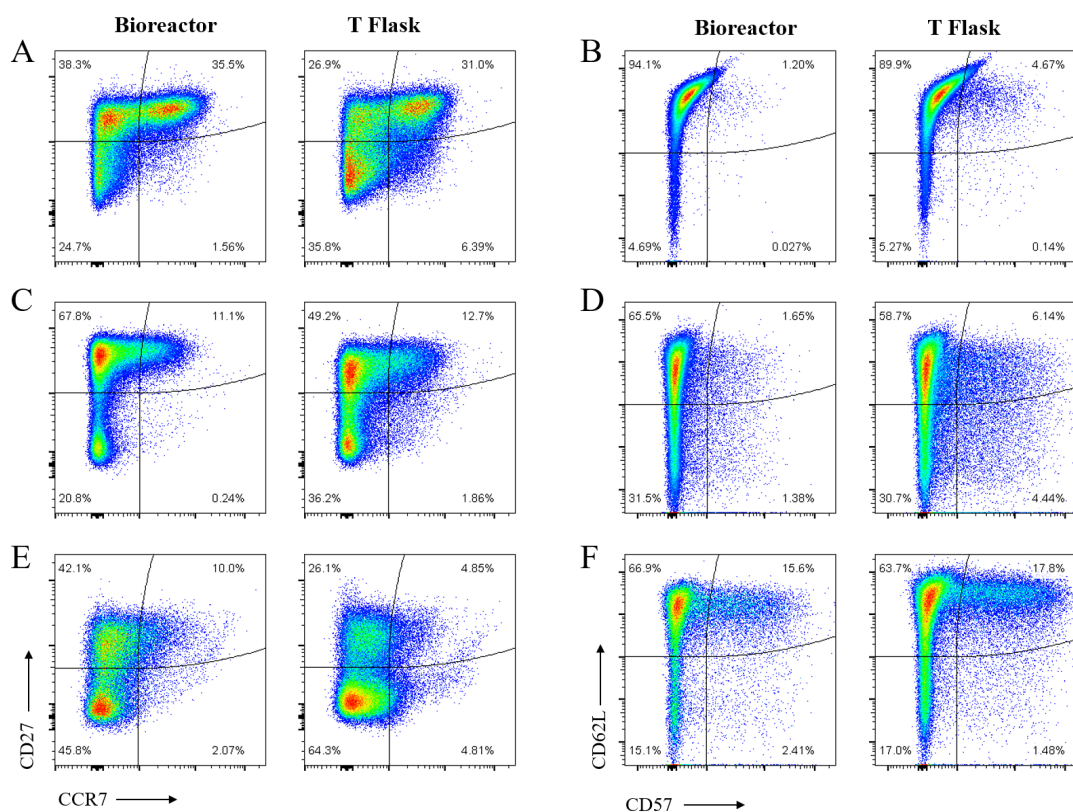 Bioreactor T Flask Bioreactor T Flask
A B
38.3% 35.5% 26.9% 31.0% 94.1% 1.20% 89.9% 4.67%
24.7% 1.56% 35.8% 6.39% 4.69% 0.027% 5.27% 0.14%
C D
67.8% 11.1% 49.2% 12.7% 65.5% 1.65% 58.7% 6.14%
20.8% 0.24% 36.2% 1.86% 31.5% 1.38% 30.7% 4.44%
E F
42.1% 10.0% 26.1% 4.85% 66.9% 15.6% 63.7% 17.8%
45.8% 2.07% 64.3% 4.81% 15.1% 2.41% 17.0% 1.48%
CD27 CD62L
CCR7 CD57